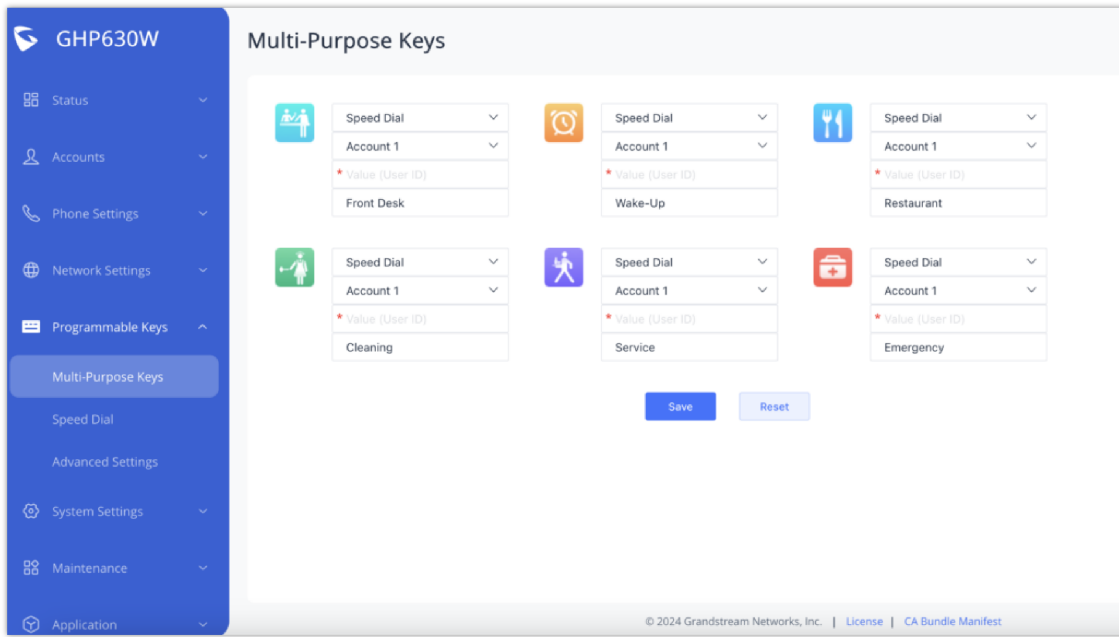 GHP630W
Status
Accounts
Phone Settings
Network Settings
Programmable Keys
Multi-Purpose Keys
Speed Dial
Advanced Settings
System Settings
Maintenance
Application
Multi-Purpose Keys
Speed Dial
Account 1
* Value (User ID)
Front Desk
Speed Dial
Account 1
* Value (User ID)
Wake-Up
Speed Dial
Account 1
* Value (User ID)
Restaurant
Speed Dial
Account 1
* Value (User ID)
Cleaning
Speed Dial
Account 1
* Value (User ID)
Service
Speed Dial
Account 1
* Value (User ID)
Emergency
Save Reset
© 2024 Grandstream Networks, Inc. | License | CA Bundle Manifest